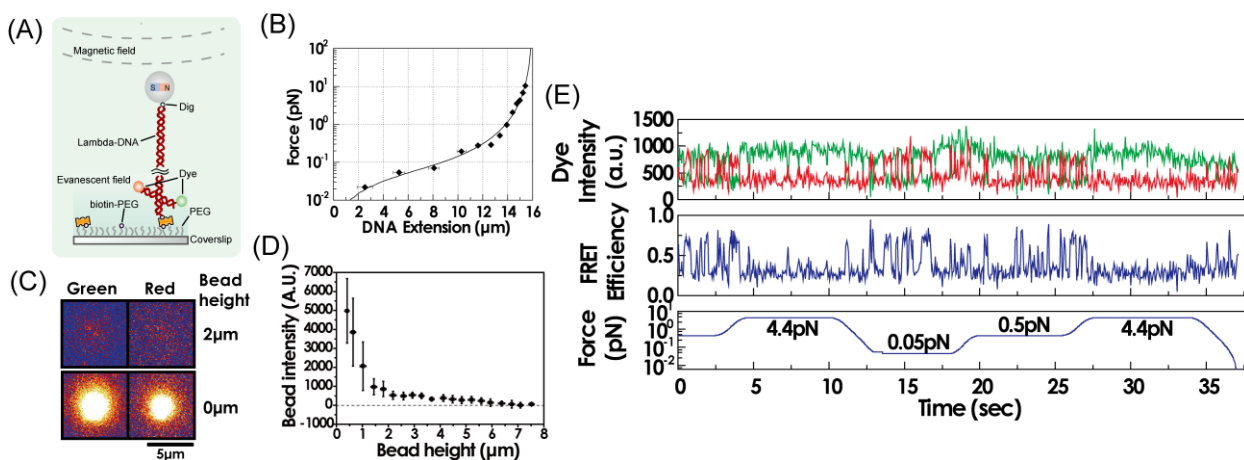 (A)
Magnetic field
S
N
Dig
Lambda-DNA
Evanescent field
Dye
biotin-PEG
PEG
Coverslip
(B)
Force (pN)
10²
10¹
10⁰
10⁻¹
10⁻²
0 2 4 6 8 10 12 14 16
DNA Extension (μm)
(C)
Green Red Bead height
2μm
0μm
5μm
(D)
Bead intensity (A.U.)
7000
6000
5000
4000
3000
2000
1000
0
-1000
0 1 2 3 4 5 6 7 8
Bead height (μm)
(E)
Dye Intensity (a.u.)
1500
1000
500
0
FRET Efficiency
1.0
0.5
0.0
Force (pN)
10¹
10⁰
10⁻¹
10⁻²
4.4pN
0.05pN
0.5pN
4.4pN
0 5 10 15 20 25 30 35
Time (sec)